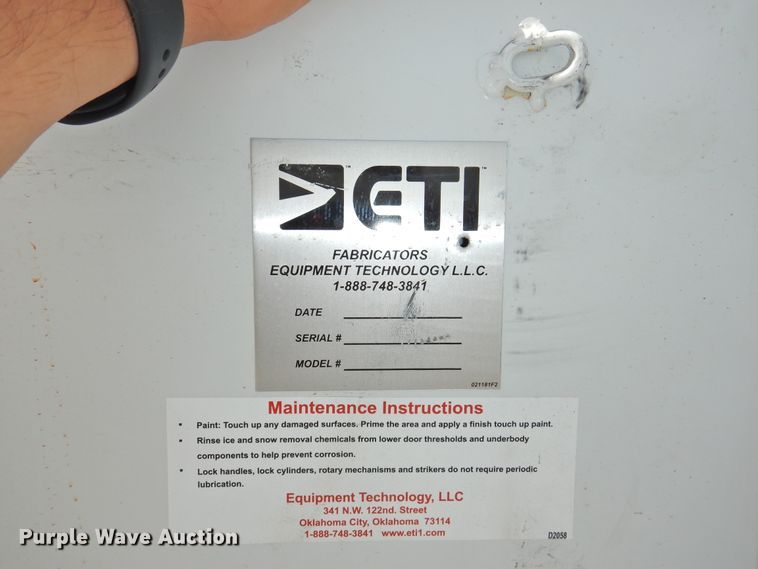 ETI
FABRICATORS
EQUIPMENT TECHNOLOGY L.L.C.
1-888-748-3841
DATE
SERIAL #
MODEL #
021181F2
Maintenance Instructions
▪ Paint: Touch up any damaged surfaces. Prime the area and apply a finish touch up paint.
▪ Rinse ice and snow removal chemicals from lower door thresholds and underbody
components to help prevent corrosion.
▪ Lock handles, lock cylinders, rotary mechanisms and strikers do not require periodic
lubrication.
Equipment Technology, LLC
341 N.W. 122nd. Street
Oklahoma City, Oklahoma 73114
1-888-748-3841 www.eti1.com
D2058
Purple Wave Auction